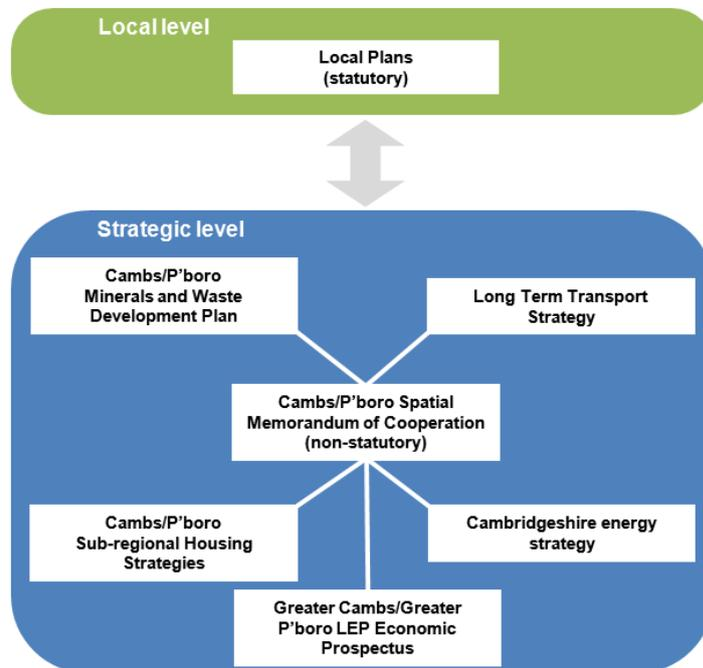 Local level
Local Plans
(statutory)
Strategic level
Cambs/P'boro
Minerals and Waste
Development Plan
Long Term Transport
Strategy
Cambs/P'boro Spatial
Memorandum of Cooperation
(non-statutory)
Cambs/P'boro
Sub-regional Housing
Strategies
Cambridgeshire energy
strategy
Greater Cambs/Greater
P'boro LEP Economic
Prospectus